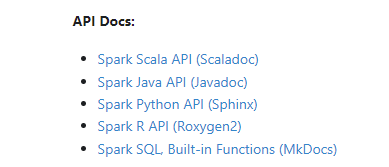 API Docs:
Spark Scala API (Scaladoc)
Spark Java API (Javadoc)
Spark Python API (Sphinx)
Spark R API (Roxygen2)
Spark SQL, Built-in Functions (MkDocs)